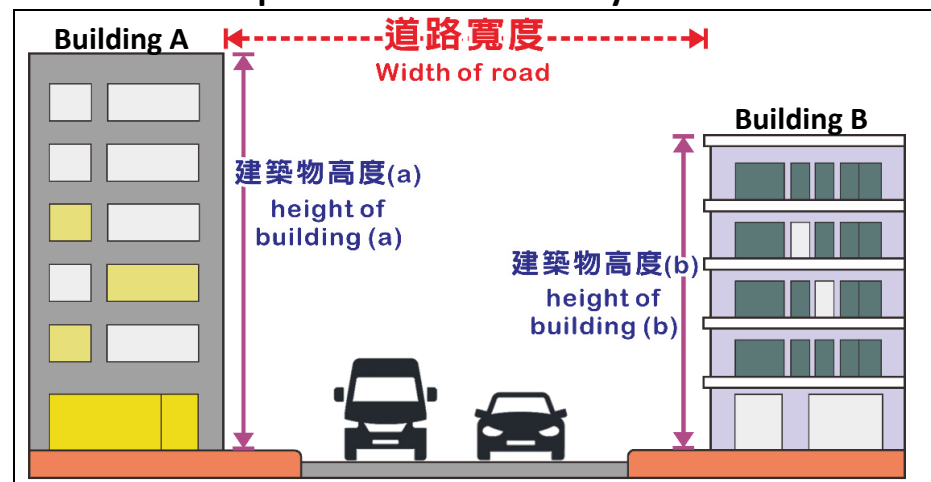 Building A
道路寬度
Width of road
Building B
建築物高度(a)
height of
building (a)
建築物高度(b)
height of
building (b)